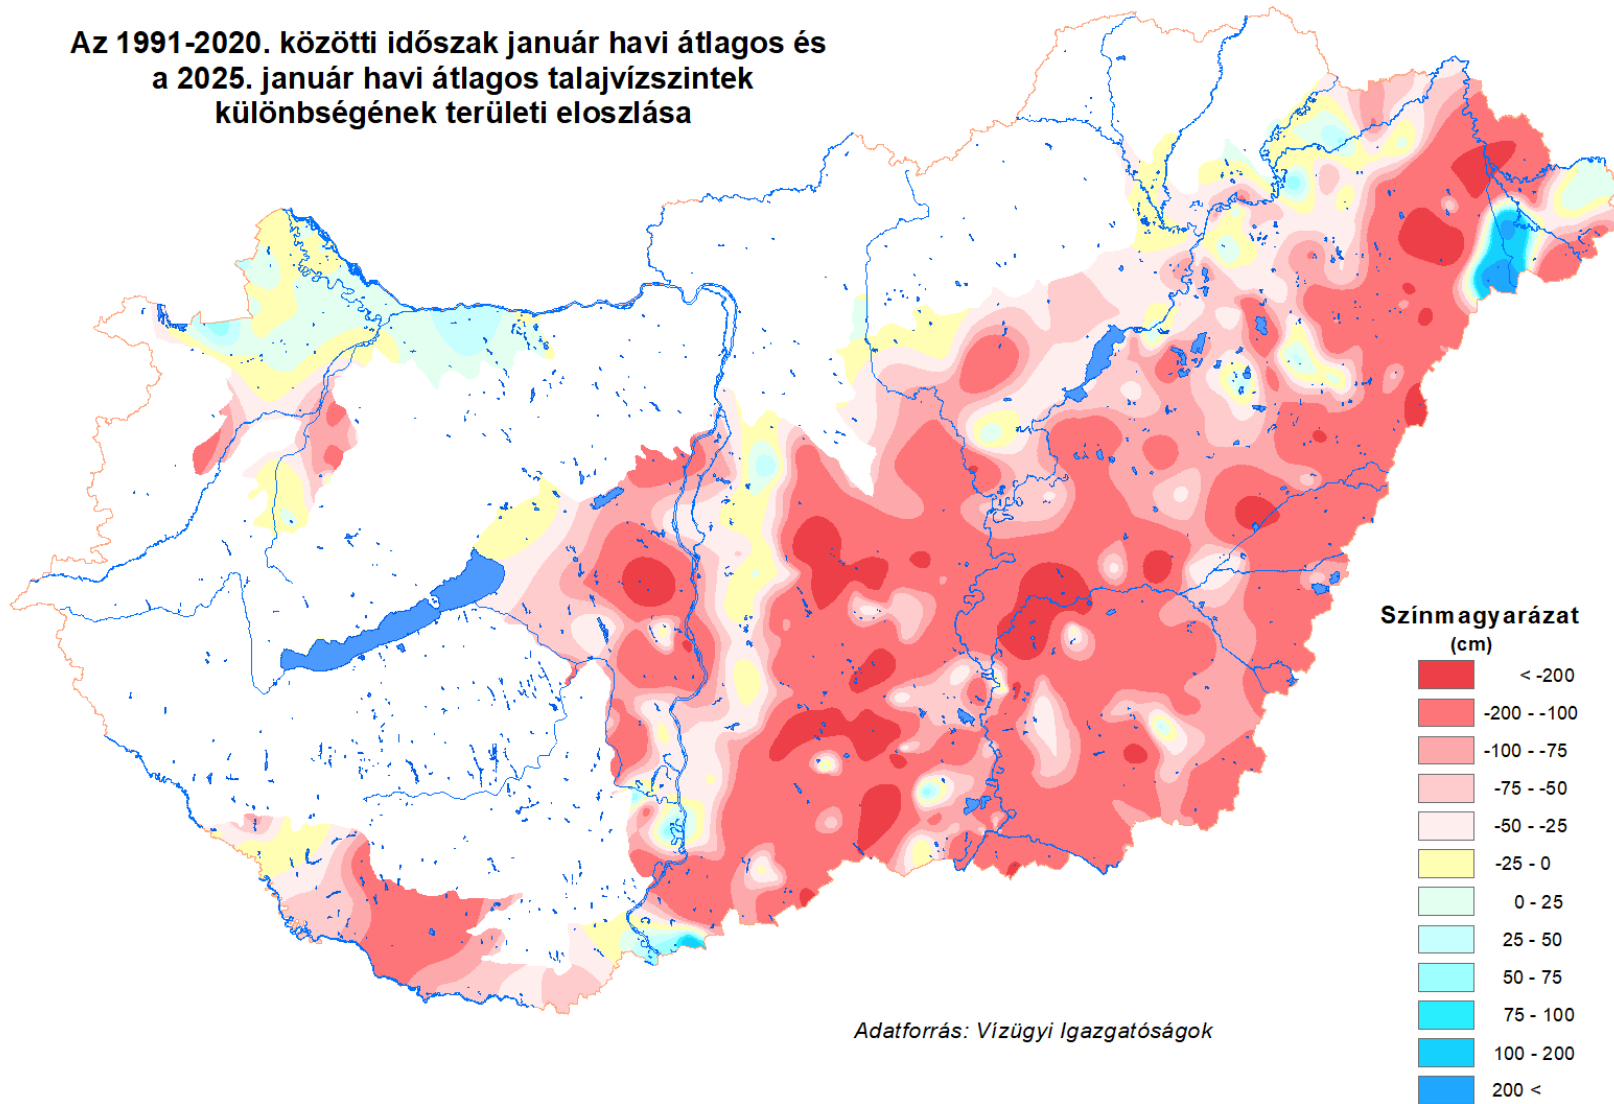 Az 1991-2020. közötti időszak január havi átlagos és
a 2025. január havi átlagos talajvízszintek
különbségének területi eloszlása
Színmagyarázat
(cm)
< -200
-200 - -100
-100 - -75
-75 - -50
-50 - -25
-25 - 0
0 - 25
25 - 50
50 - 75
75 - 100
100 - 200
200 <
Adatforrás: Vízügyi Igazgatóságok